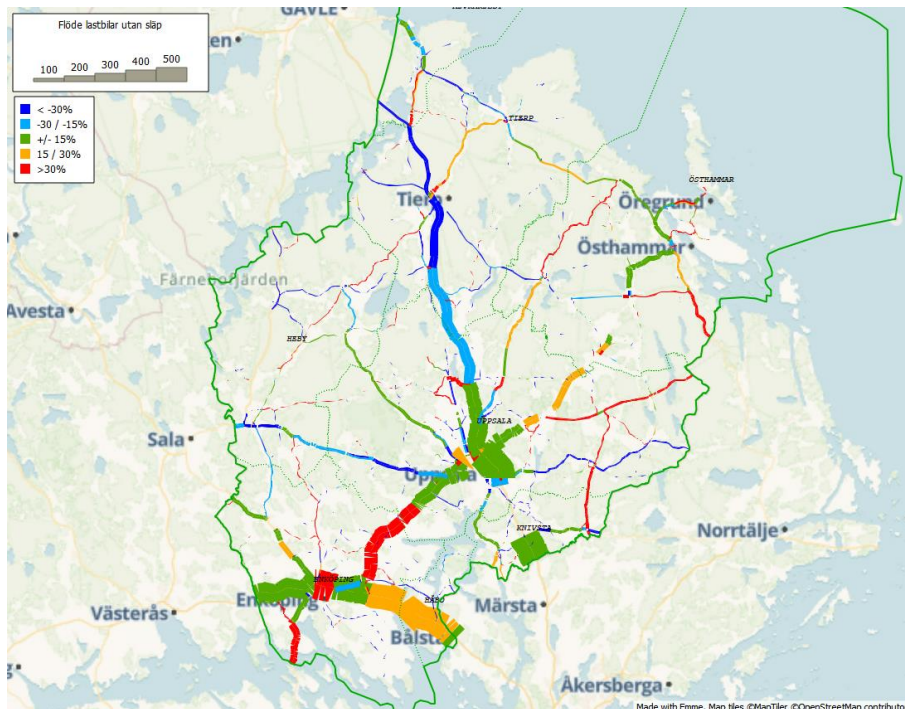 GÄVLE
Flöde lastbilar utan släp
100 200 300 400 500
< -30%
-30 / -15%
+/- 15%
15 / 30%
>30%
TIERP
ÖSTHAMMAR
Tierp
Öregrund
Östhammar
Färnebofjärden
Avesta
HEBY
UPPSALA
Sala
Uppsala
KNIVSTA
Norrtälje
ENKÖPING
Enköping
HÅBO
Märsta
Västerås
Bålsta
Åkersberga
Made with Emme, Map tiles ©MapTiler ©OpenStreetMap contributo